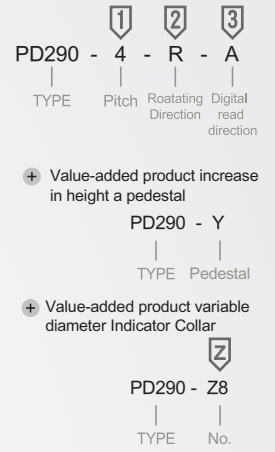 1 2 3
PD290 - 4 - R - A
TYPE Pitch Roatating Digital
Direction read
direction
+ Value-added product increase
in height a pedestal
PD290 - Y
TYPE Pedestal
+ Value-added product variable
diameter Indicator Collar
Z
PD290 - Z8
TYPE No.